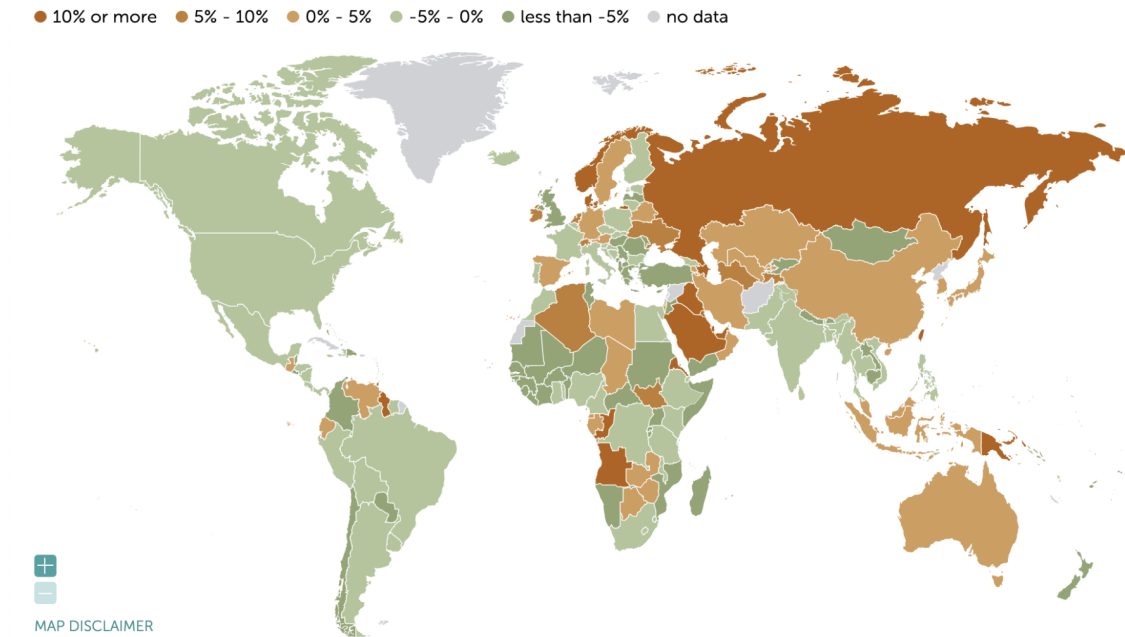 10% or more 5% - 10% 0% - 5% -5% - 0% less than -5% no data
MAP DISCLAIMER